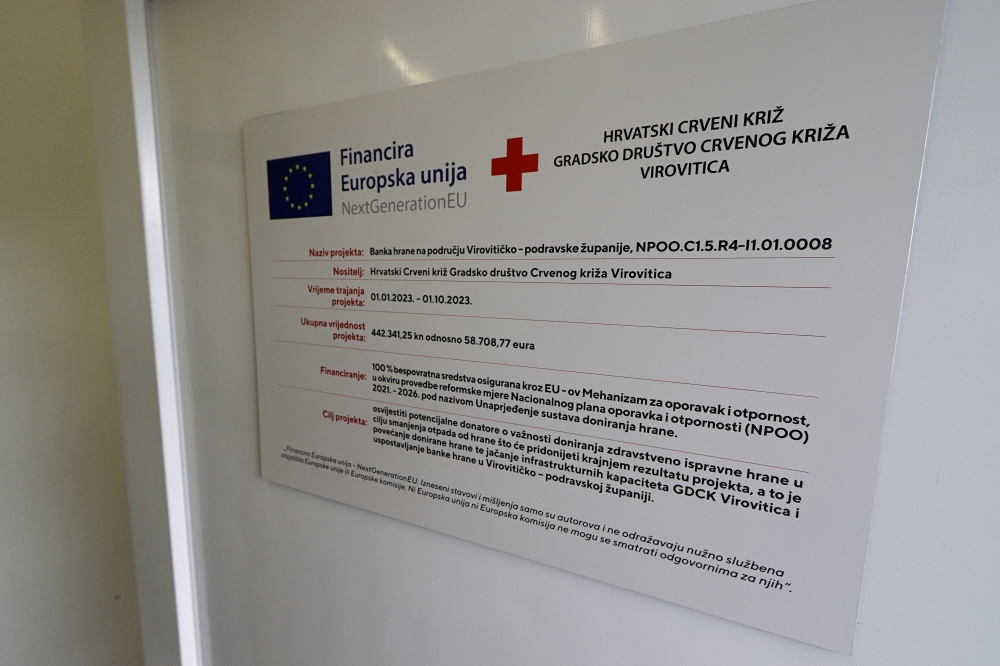 Financira
Europska unija
NextGenerationEU
HRVATSKI CRVENI KRIŽ
GRADSKO DRUŠTVO CRVENOG KRIŽA
VIROVITICA
Naziv projekta: Banka hrane na području Virovitičko - podravske županije, NPOO.C1.5.R4-I1.01.0008
Nositelj: Hrvatski Crveni križ Gradsko društvo Crvenog križa Virovitica
Vrijeme trajanja
projekta: 01.01.2023. - 01.10.2023.
Ukupna vrijednost
projekta: 442.341,25 kn odnosno 58.708,77 eura
Financiranje: 100 % bespovratna sredstva osigurana kroz EU - ov Mehanizam za oporavak i otpornost,
u okviru provedbe reformske mjere Nacionalnog plana oporavka i otpornosti (NPOO)
2021. - 2026. pod nazivom Unaprjeđenje sustava doniranja hrane.
Cilj projekta: osvijestiti potencijalne donatore o važnosti doniranja zdravstveno ispravne hrane u
cilju smanjenja otpada od hrane što će pridonijeti krajnjem rezultatu projekta, a to je
povećanje donirane hrane te jačanje infrastrukturnih kapaciteta GDCK Virovitica i
uspostavljanje banke hrane u Virovitičko - podravskoj županiji.
„Financira Europska unija - NextGenerationEU. Izneseni stavovi i mišljenja samo su autorova i ne odražavaju nužno službena
stajališta Europske unije ili Europske komisije. Ni Europska unija ni Europska komisija ne mogu se smatrati odgovornima za njih“.